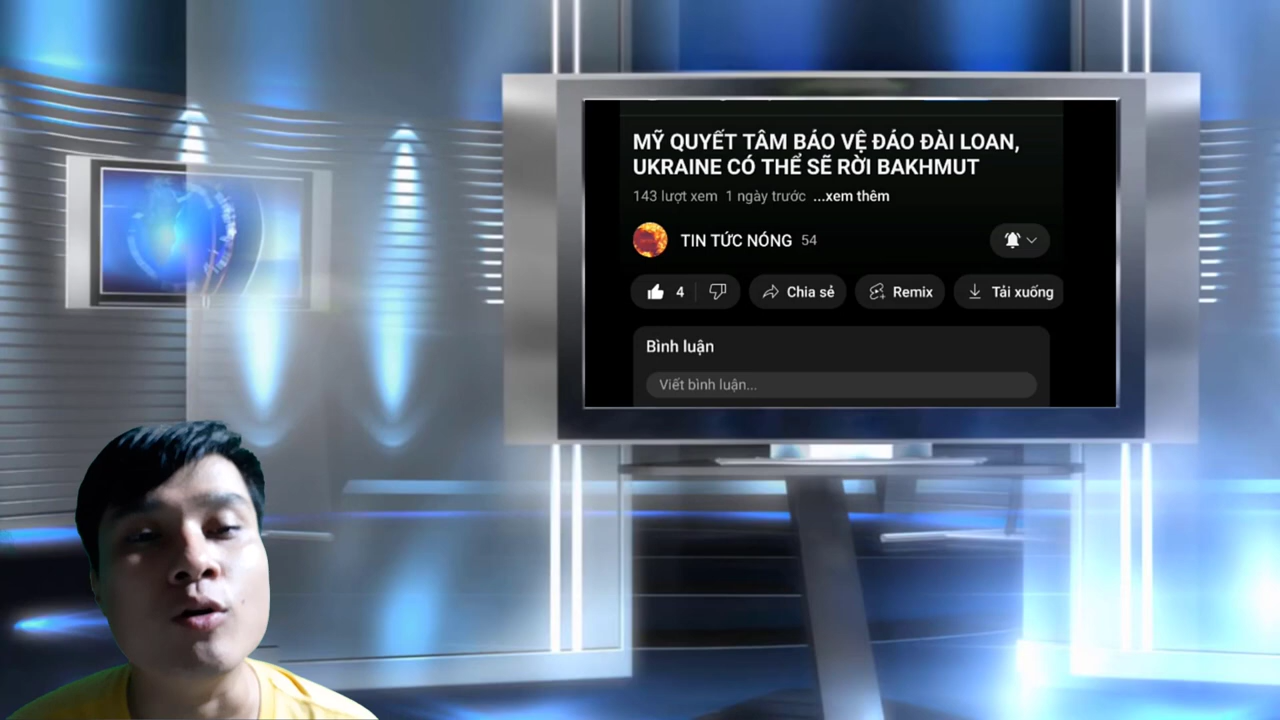 MỸ QUYẾT TÂM BẢO VỆ ĐẢO ĐÀI LOAN,
UKRAINE CÓ THỂ SẼ RỜI BAKHMUT
143 lượt xem 1 ngày trước ...xem thêm
TIN TỨC NÓNG 54
4 Chia sẻ Remix Tải xuống
Bình luận
Viết bình luận...